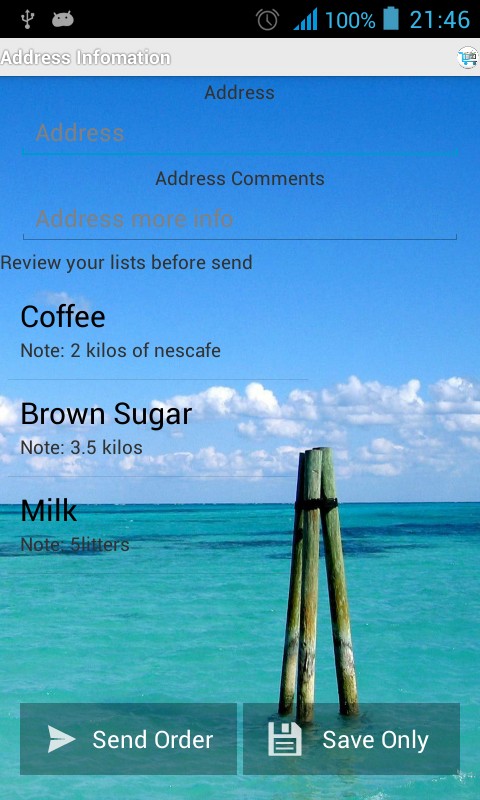 100% 21:46
Address Infomation
Address
Address
Address Comments
Address more info
Review your lists before send
Coffee
Note: 2 kilos of nescafe
Brown Sugar
Note: 3.5 kilos
Milk
Note: 5litters
Send Order Save Only